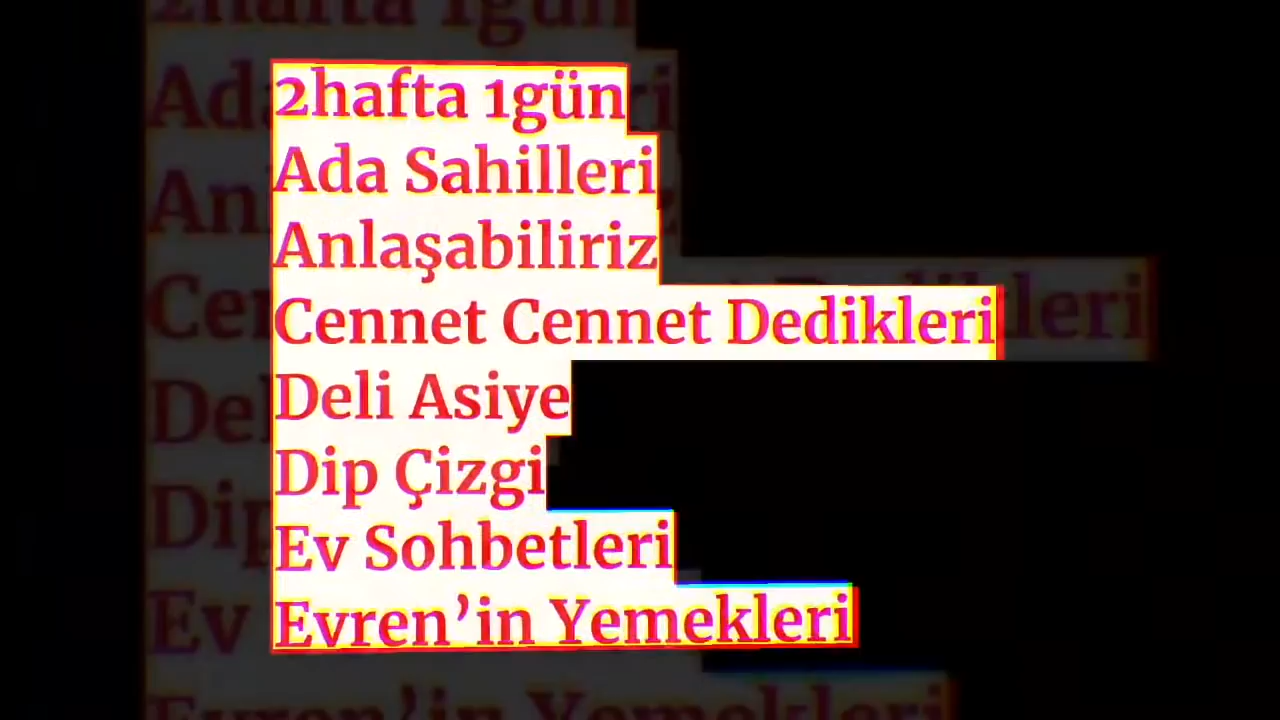 2hafta 1gün
Ada Sahilleri
Anlaşabiliriz
Cennet Cennet Dedikleri
Deli Asiye
Dip Çizgi
Ev Sohbetleri
Evren’in Yemekleri